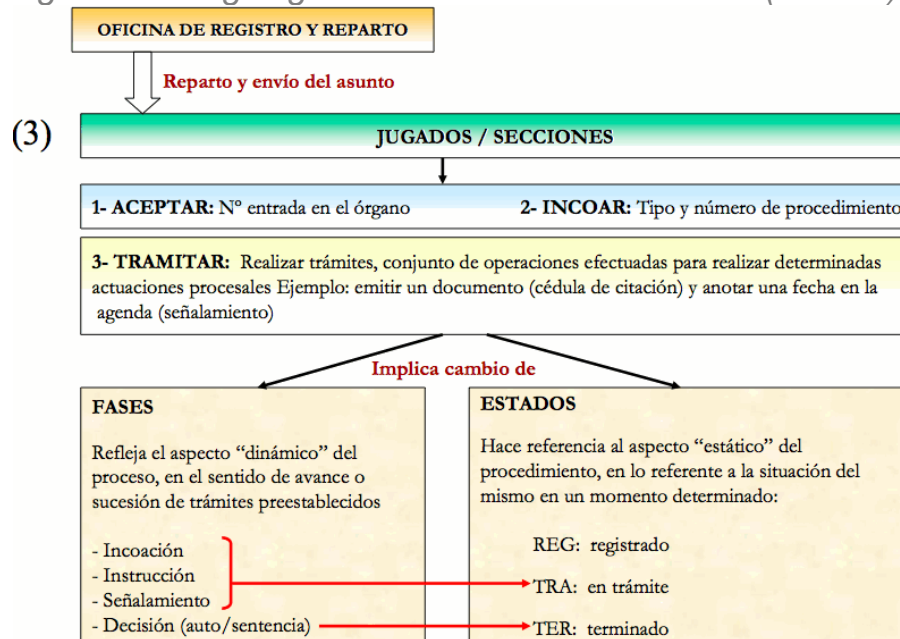 OFICINA DE REGISTRO Y REPARTO
Reparto y envío del asunto
(3)
JUGADOS / SECCIONES
1- ACEPTAR: Nº entrada en el órgano 2- INCOAR: Tipo y número de procedimiento
3- TRAMITAR: Realizar trámites, conjunto de operaciones efectuadas para realizar determinadas
actuaciones procesales Ejemplo: emitir un documento (cédula de citación) y anotar una fecha en la
agenda (señalamiento)
Implica cambio de
FASES
Refleja el aspecto “dinámico” del
proceso, en el sentido de avance o
sucesión de trámites preestablecidos
- Incoación
- Instrucción
- Señalamiento
- Decisión (auto/sentencia)
ESTADOS
Hace referencia al aspecto “estático” del
procedimiento, en lo referente a la situación del
mismo en un momento determinado:
REG: registrado
TRA: en trámite
TER: terminado